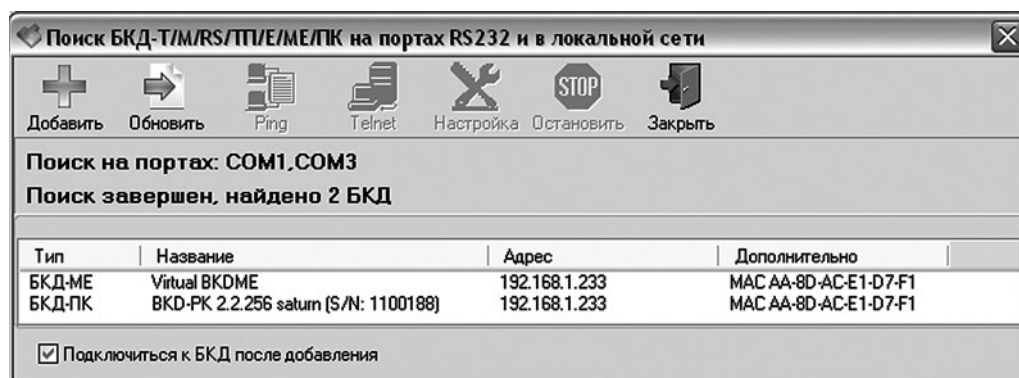 Поиск БКД-Т/М/RS/ТП/Е/МЕ/ПК на портах RS232 и в локальной сети
Добавить Обновить Ping Telnet Настройка STOP Остановить Закрыть
Поиск на портах: COM1,COM3
Поиск завершен, найдено 2 БКД
Тип Название Адрес Дополнительно
БКД-МЕ Virtual BKDME 192.168.1.233 MAC AA-8D-AC-E1-D7-F1
БКД-ПК BKD-PK 2.2.256 saturn (S/N: 1100188) 192.168.1.233 MAC AA-8D-AC-E1-D7-F1
Подключиться к БКД после добавления